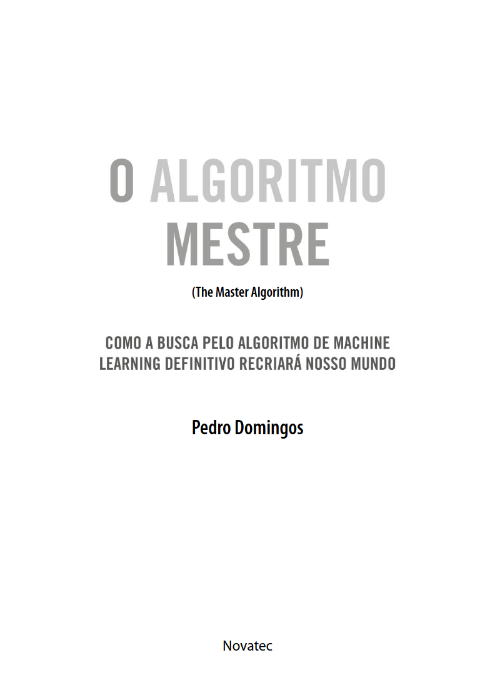 O ALGORITMO
MESTRE
(The Master Algorithm)
COMO A BUSCA PELO ALGORITMO DE MACHINE
LEARNING DEFINITIVO RECRIARÁ NOSSO MUNDO
Pedro Domingos
Novatec